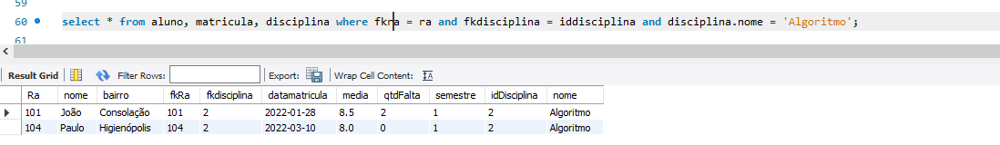 59
60 select * from aluno, matricula, disciplina where fkra = ra and fkdisciplina = iddisciplina and disciplina.nome = 'Algoritmo';
61
Result Grid Filter Rows: Export: Wrap Cell Content:
Ra nome bairro fkRa fkdisciplina datamatricula media qtdFalta semestre idDisciplina nome
101 João Consolação 101 2 2022-01-28 8.5 2 1 2 Algoritmo
104 Paulo Higienópolis 104 2 2022-03-10 8.0 0 1 2 Algoritmo